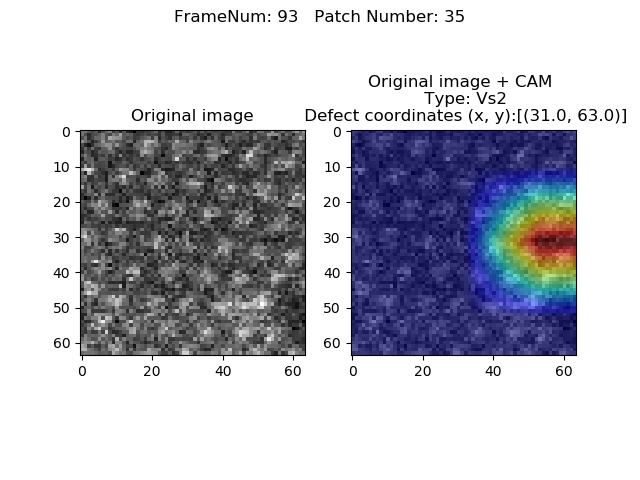 FrameNum: 93   Patch Number: 35
Original image
Original image + CAM
Type: Vs2
Defect coordinates (x, y):[(31.0, 63.0)]
0
10
20
30
40
50
60
0 20 40 60
0
10
20
30
40
50
60
0 20 40 60